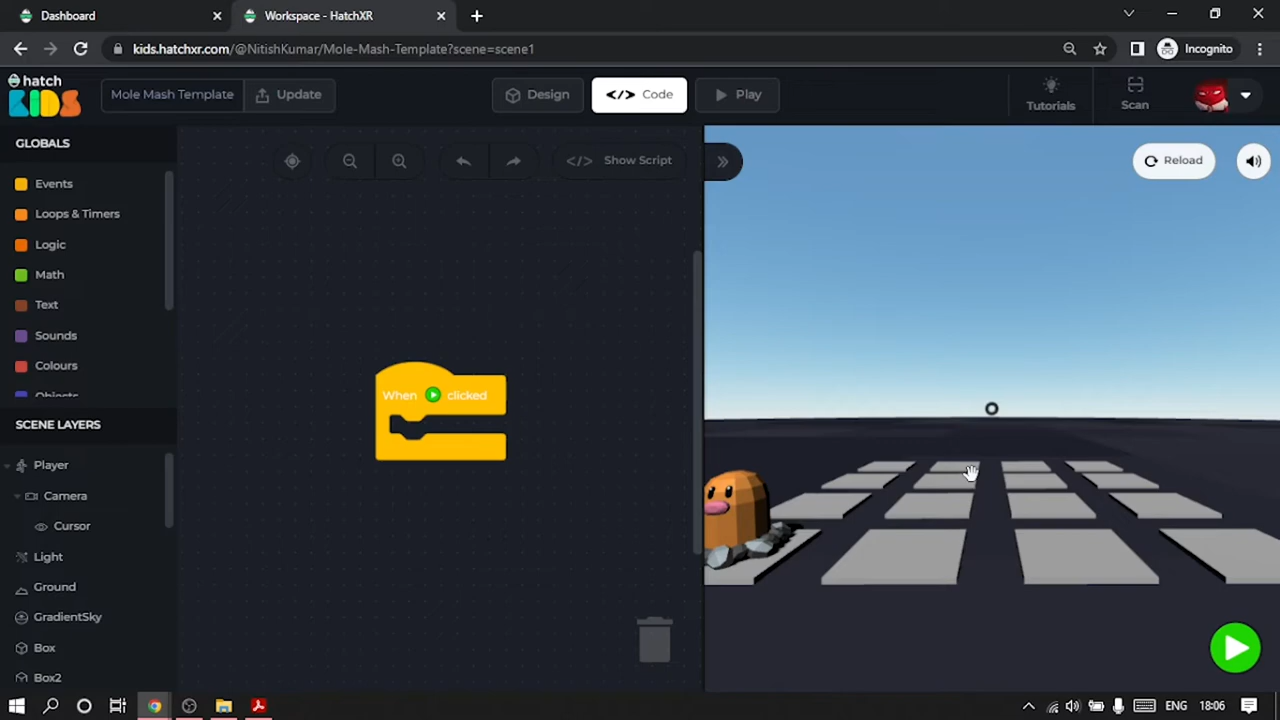 Dashboard
Workspace - HatchXR
kids.hatchxr.com/@NitishKumar/Mole-Mash-Template?scene=scene1
Incognito
hatch
KIDS
Mole Mash Template
Update
Design
</> Code
Play
Tutorials
Scan
GLOBALS
Events
Loops & Timers
Logic
Math
Text
Sounds
Colours
Objects
</> Show Script
Reload
When clicked
SCENE LAYERS
Player
Camera
Cursor
Light
Ground
GradientSky
Box
Box2
ENG
18:06